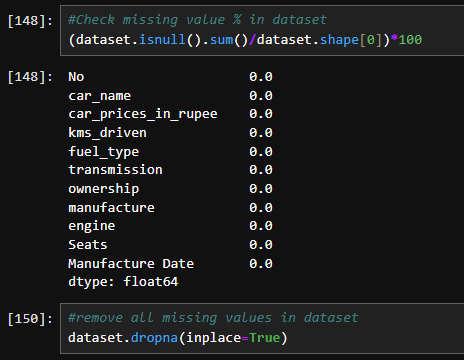 [148]: #Check missing value % in dataset
(dataset.isnull().sum()/dataset.shape[0])*100
[148]: No 0.0
car_name 0.0
car_prices_in_rupee 0.0
kms_driven 0.0
fuel_type 0.0
transmission 0.0
ownership 0.0
manufacture 0.0
engine 0.0
Seats 0.0
Manufacture Date 0.0
dtype: float64
[150]: #remove all missing values in dataset
dataset.dropna(inplace=True)